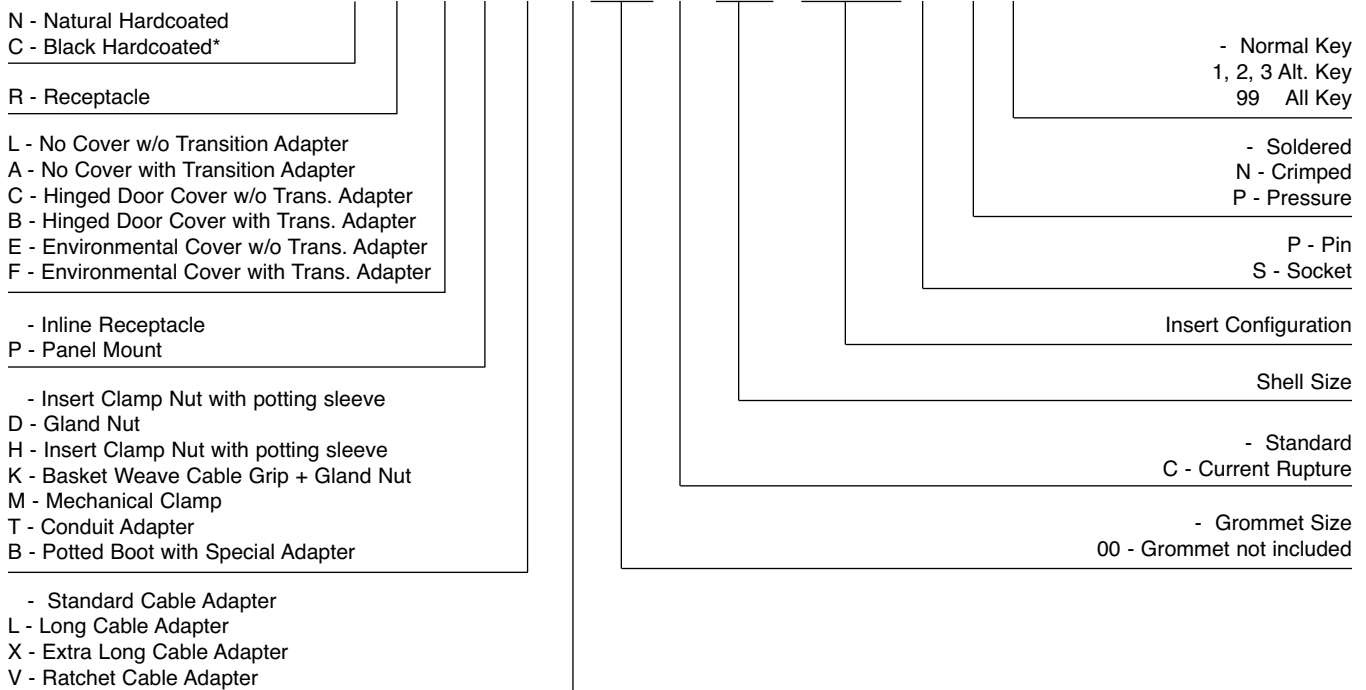 N - Natural Hardcoated
C - Black Hardcoated*
R - Receptacle
L - No Cover w/o Transition Adapter
A - No Cover with Transition Adapter
C - Hinged Door Cover w/o Trans. Adapter
B - Hinged Door Cover with Trans. Adapter
E - Environmental Cover w/o Trans. Adapter
F - Environmental Cover with Trans. Adapter
- Inline Receptacle
P - Panel Mount
- Insert Clamp Nut with potting sleeve
D - Gland Nut
H - Insert Clamp Nut with potting sleeve
K - Basket Weave Cable Grip + Gland Nut
M - Mechanical Clamp
T - Conduit Adapter
B - Potted Boot with Special Adapter
- Standard Cable Adapter
L - Long Cable Adapter
X - Extra Long Cable Adapter
V - Ratchet Cable Adapter
- Normal Key
1, 2, 3 Alt. Key
99 All Key
- Soldered
N - Crimped
P - Pressure
P - Pin
S - Socket
Insert Configuration
Shell Size
- Standard
C - Current Rupture
- Grommet Size
00 - Grommet not included